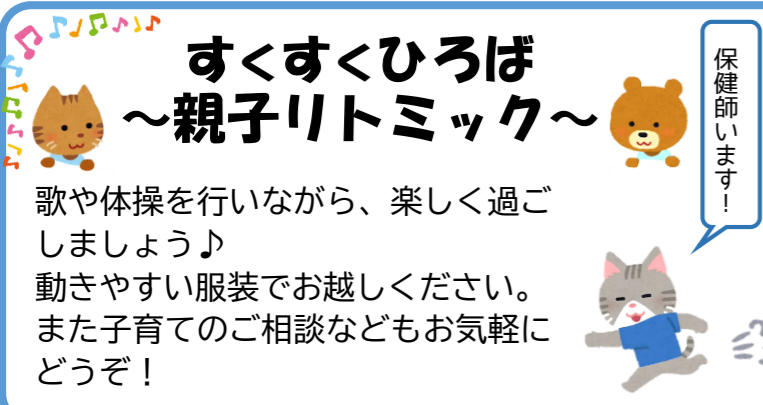 すくすくひろば
～親子リトミック～
保健師います！
歌や体操を行いながら、楽しく過ご
しましょう♪
動きやすい服装でお越しください。
また子育てのご相談などもお気軽に
どうぞ！